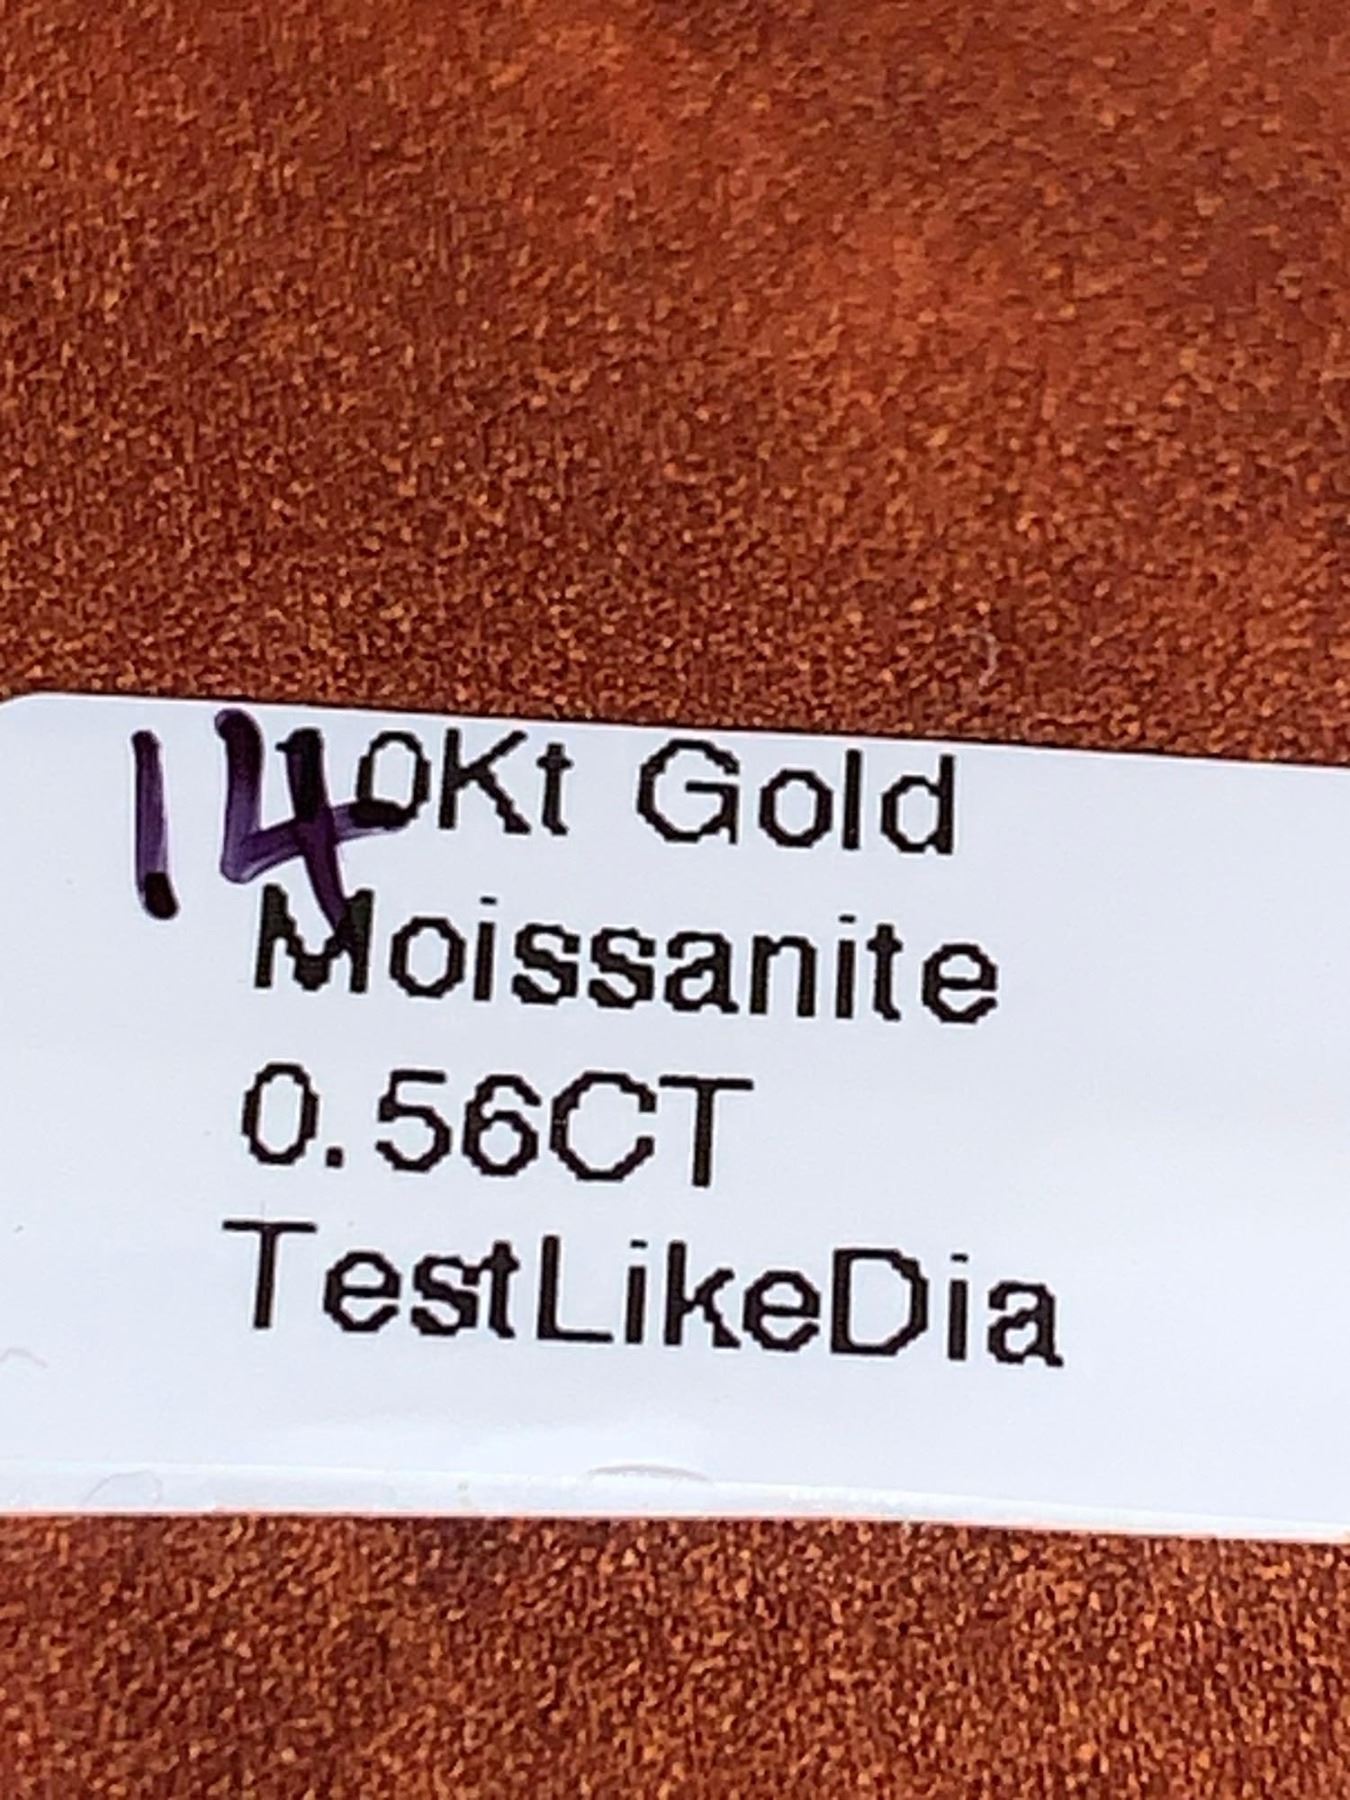 14 10Kt Gold
Moissanite
0.56CT
TestLikeDia